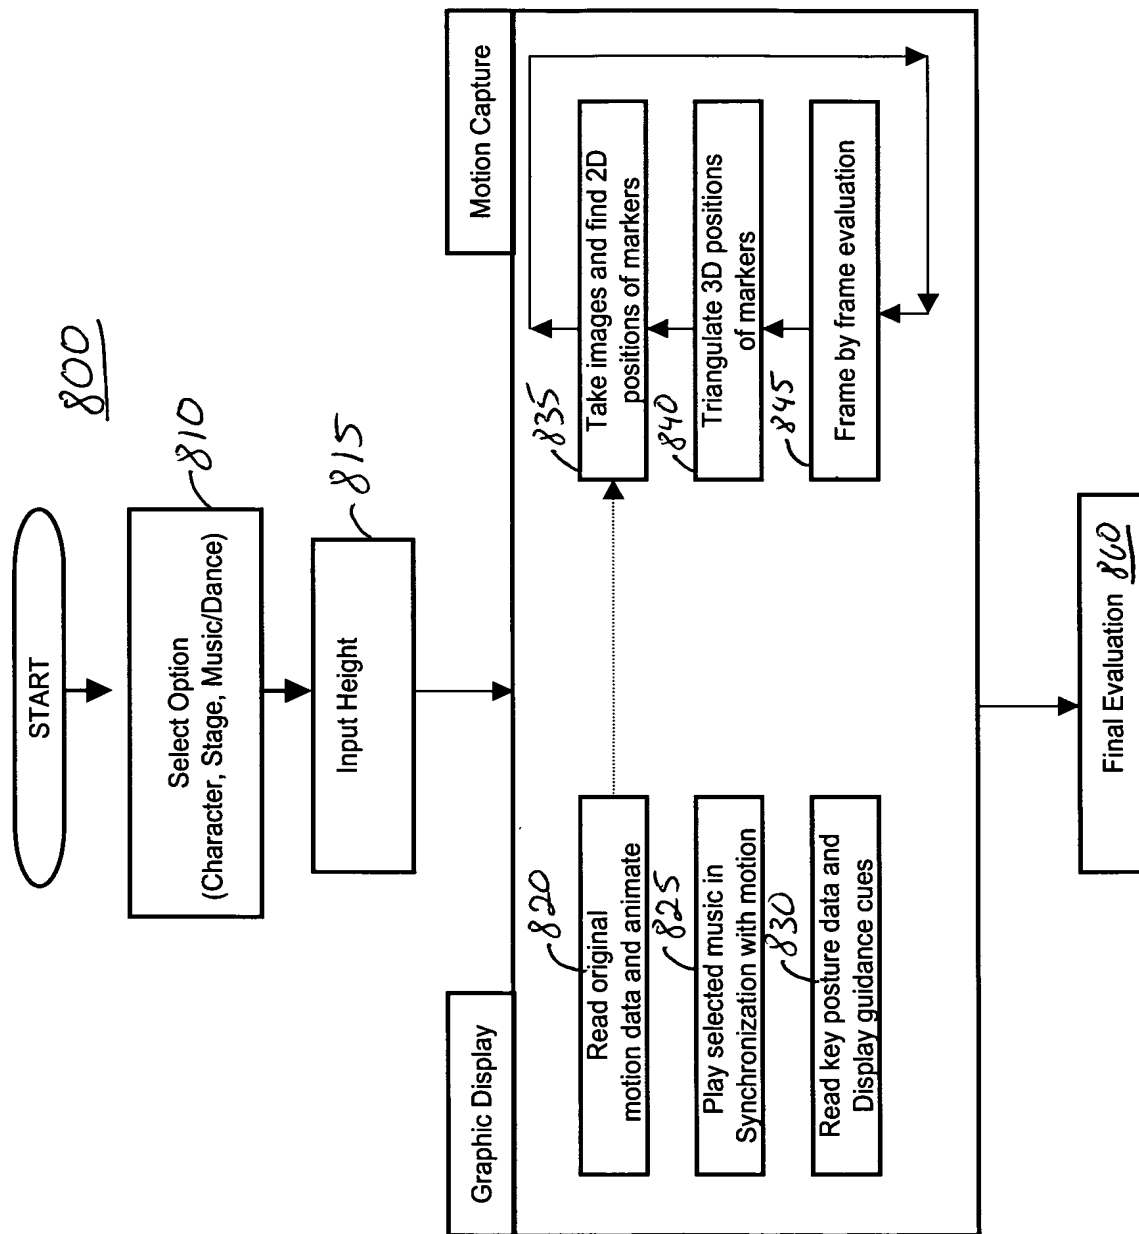 800
START
Select Option
(Character, Stage, Music/Dance)
810
Input Height
815
Graphic Display
Motion Capture
820
Read original
motion data and animate
825
Play selected music in
Synchronization with motion
830
Read key posture data and
Display guidance cues
835
Take images and find 2D
positions of markers
840
Triangulate 3D positions
of markers
845
Frame by frame evaluation
Final Evaluation 860